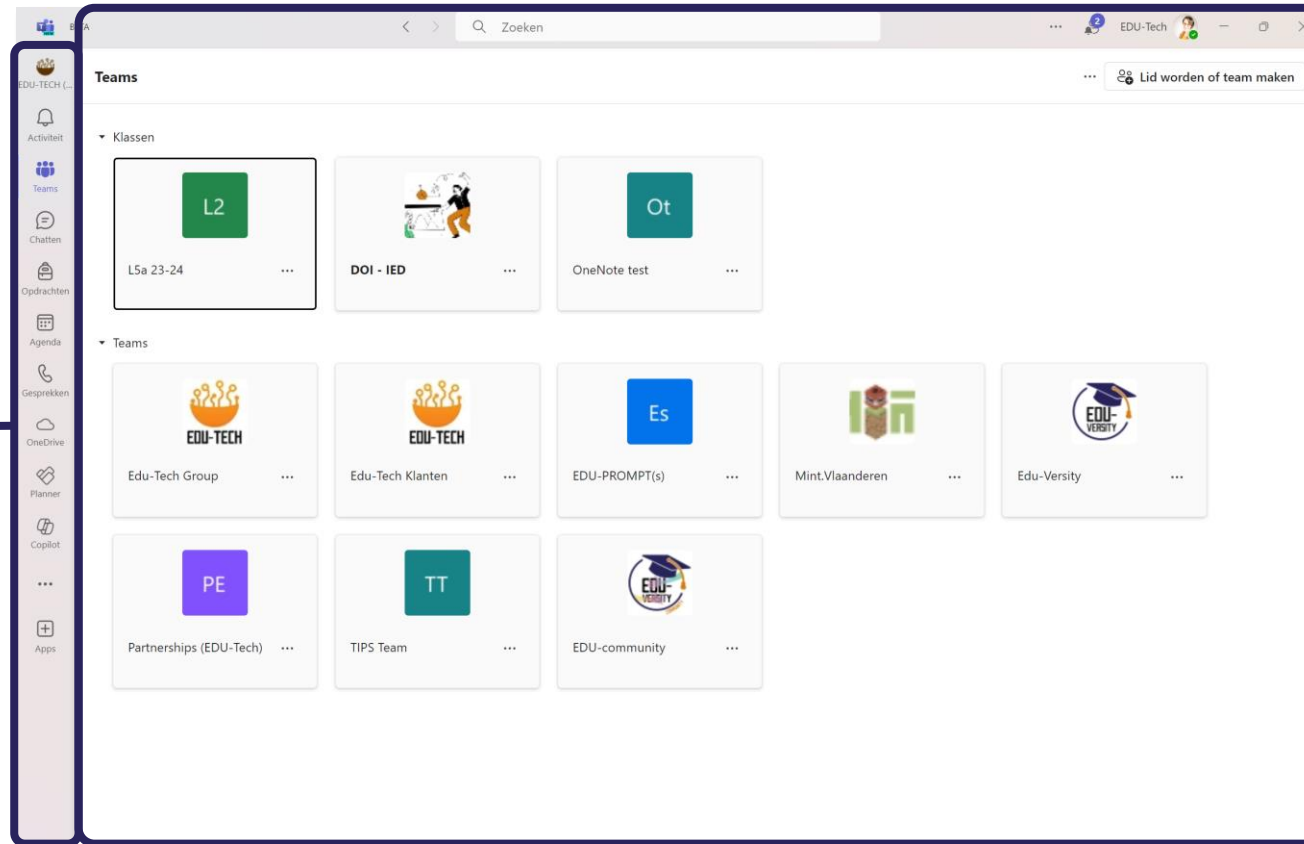 BETA
Zoeken
2
EDU-Tech
EDU-TECH (...
Activiteit
Teams
Chatten
Opdrachten
Agenda
Gesprekken
OneDrive
Planner
Copilot
Apps
Teams
Lid worden of team maken
Klassen
L2
L5a 23-24
DOI - IED
Ot
OneNote test
Teams
EDU-TECH
Edu-Tech Group
EDU-TECH
Edu-Tech Klanten
Es
EDU-PROMPT(s)
Mint.Vlaanderen
EDU-
VERSITY
Edu-Versity
PE
Partnerships (EDU-Tech)
TT
TIPS Team
EDU-
VERSITY
EDU-community